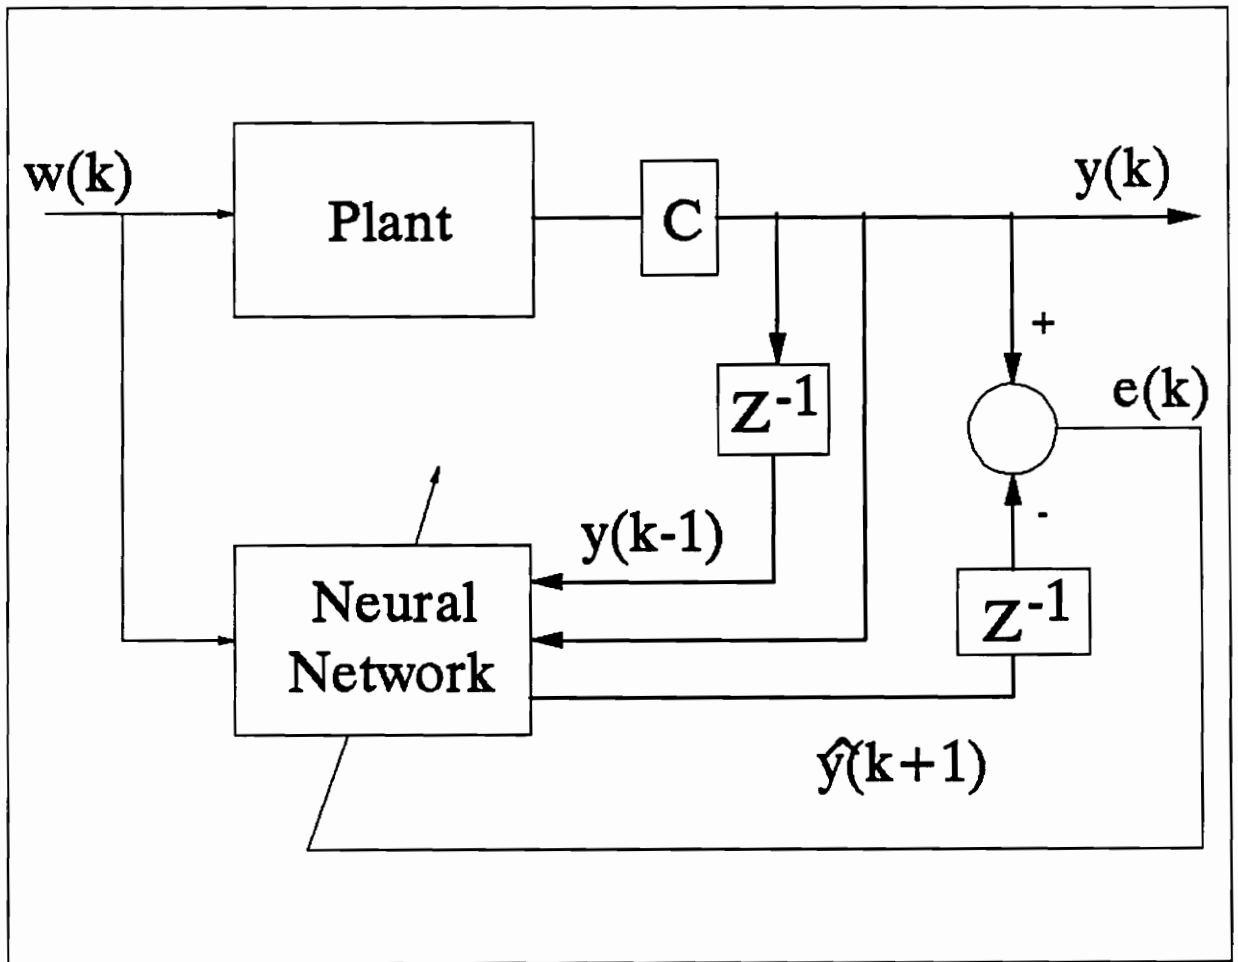 w(k)
y(k)
Plant
C
+
Z⁻¹
e(k)
y(k-1)
-
Neural
Network
Z⁻¹
ŷ(k+1)